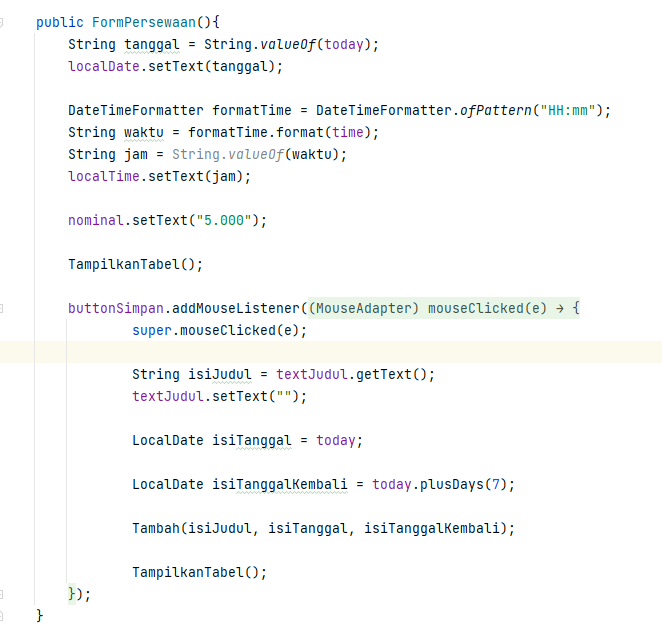 public FormPersewaan(){
String tanggal = String.valueOf(today);
localDate.setText(tanggal);
DateTimeFormatter formatTime = DateTimeFormatter.ofPattern("HH:mm");
String waktu = formatTime.format(time);
String jam = String.valueOf(waktu);
localTime.setText(jam);
nominal.setText("5.000");
TampilkanTabel();
buttonSimpan.addMouseListener((MouseAdapter) mouseClicked(e) → {
super.mouseClicked(e);
String isiJudul = textJudul.getText();
textJudul.setText("");
LocalDate isiTanggal = today;
LocalDate isiTanggalKembali = today.plusDays(7);
Tambah(isiJudul, isiTanggal, isiTanggalKembali);
TampilkanTabel();
});
}